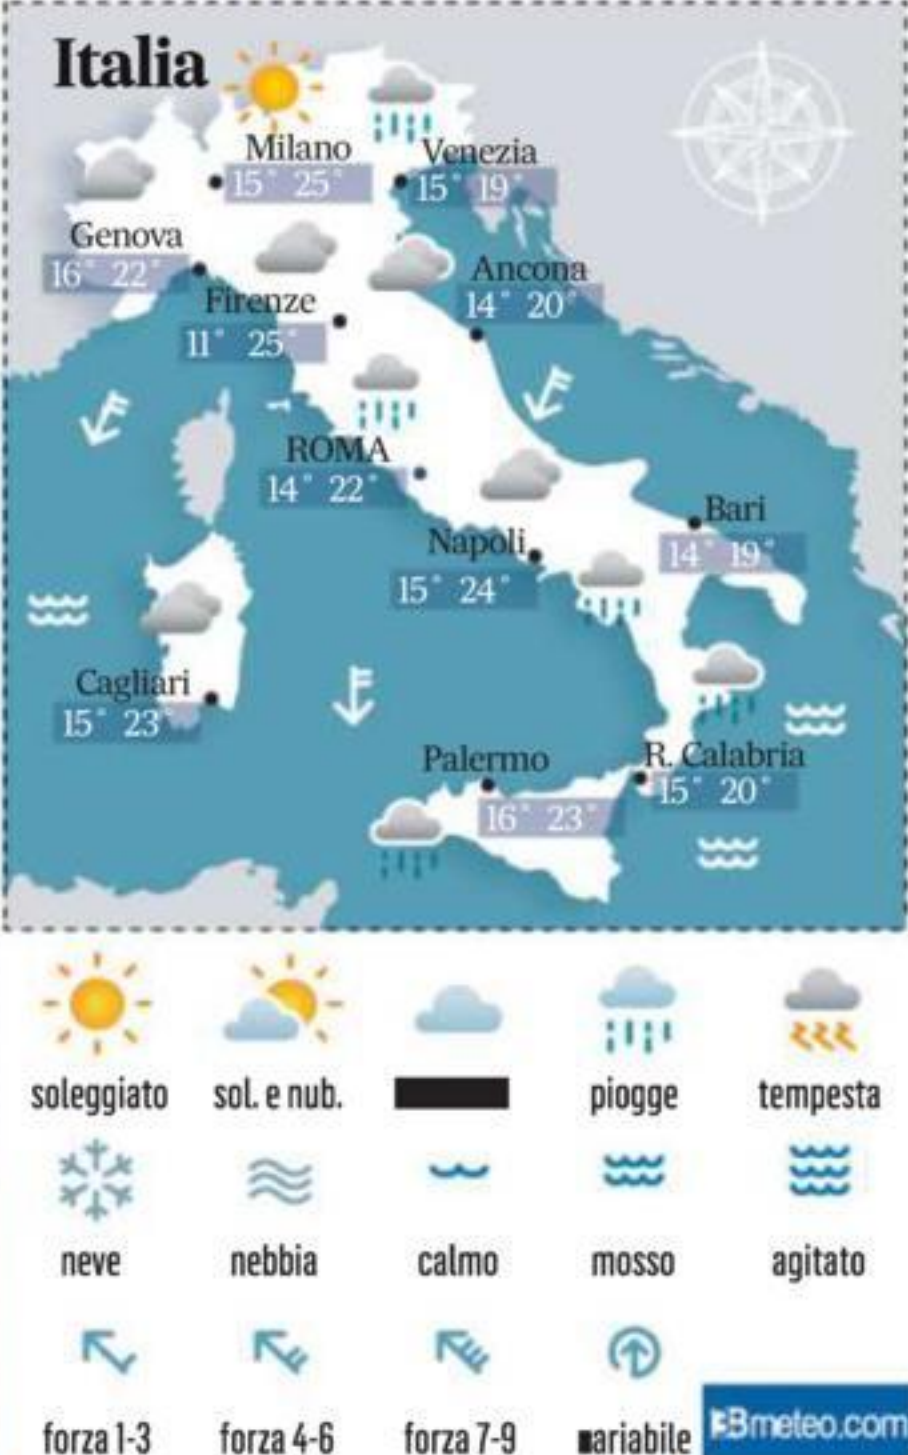 Italia
Milano
15° 25°
Venezia
15° 19°
Genova
16° 22°
Firenze
11° 25°
Ancona
14° 20°
ROMA
14° 22°
Bari
14° 19°
Napoli
15° 24°
Cagliari
15° 23°
Palermo
16° 23°
R. Calabria
15° 20°
soleggiato sol. e nub. piogge tempesta
neve nebbia calmo mosso agitato
forza 1-3 forza 4-6 forza 7-9 ariabile
3Bmeteo.com